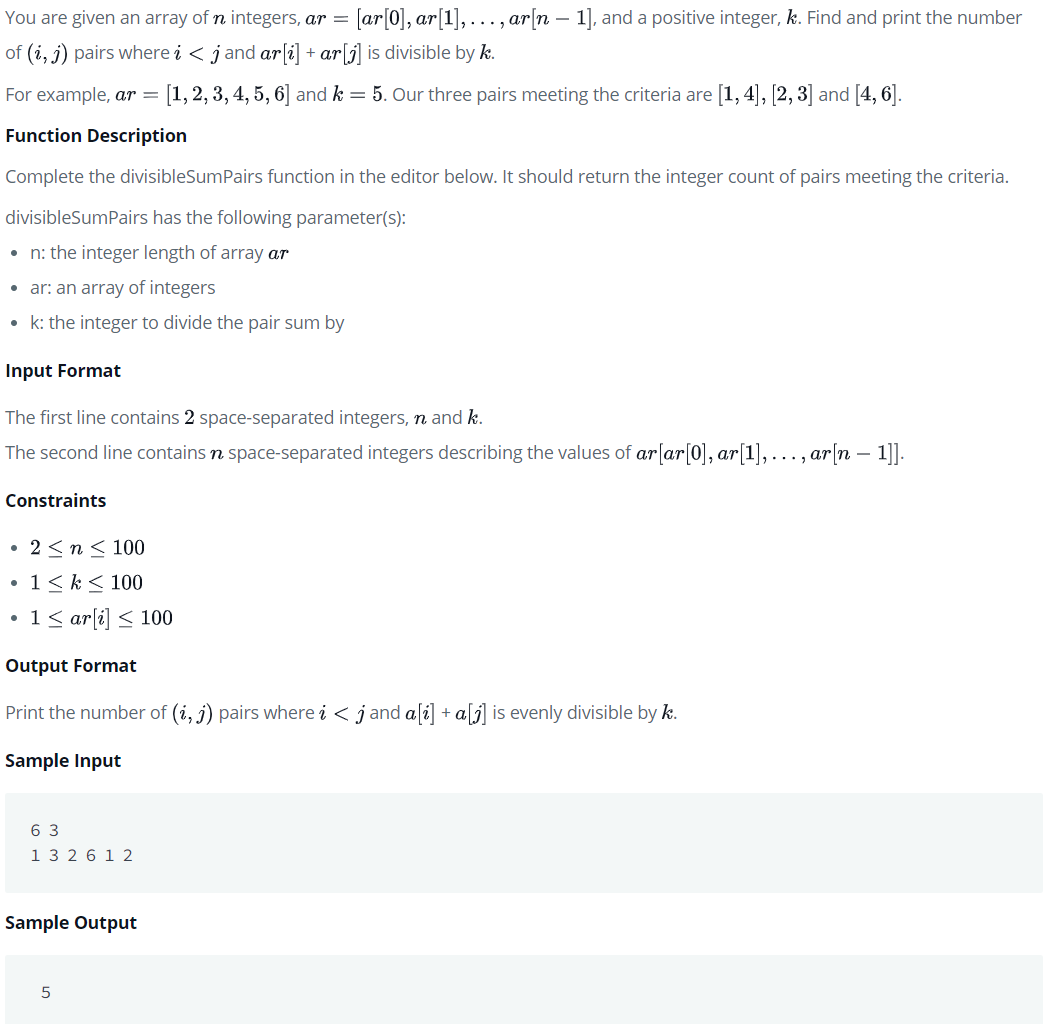 You are given an array of n integers, ar = [ar[0], ar[1], . . . , ar[n − 1], and a positive integer, k. Find and print the number
of (i, j) pairs where i < j and ar[i] + ar[j] is divisible by k.
For example, ar = [1, 2, 3, 4, 5, 6] and k = 5. Our three pairs meeting the criteria are [1, 4], [2, 3] and [4, 6].
Function Description
Complete the divisibleSumPairs function in the editor below. It should return the integer count of pairs meeting the criteria.
divisibleSumPairs has the following parameter(s):
• n: the integer length of array ar
• ar: an array of integers
• k: the integer to divide the pair sum by
Input Format
The first line contains 2 space-separated integers, n and k.
The second line contains n space-separated integers describing the values of ar[ar[0], ar[1], . . . , ar[n − 1]].
Constraints
• 2 ≤ n ≤ 100
• 1 ≤ k ≤ 100
• 1 ≤ ar[i] ≤ 100
Output Format
Print the number of (i, j) pairs where i < j and a[i] + a[j] is evenly divisible by k.
Sample Input
6 3
1 3 2 6 1 2
Sample Output
5